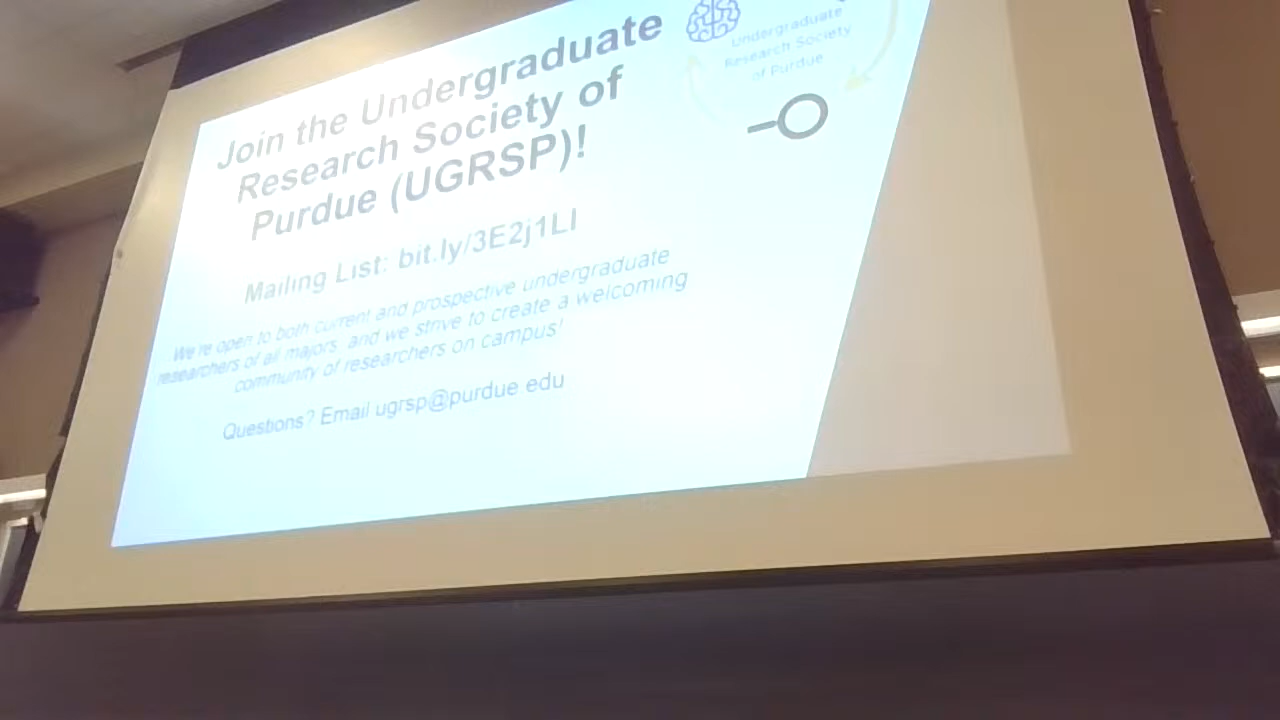 Join the Undergraduate
Research Society of
Purdue (UGRSP)!
Undergraduate
Research Society
of Purdue
Mailing List: bit.ly/3E2j1LI
We're open to both current and prospective undergraduate
researchers of all majors, and we strive to create a welcoming
community of researchers on campus!
Questions? Email ugrsp@purdue.edu